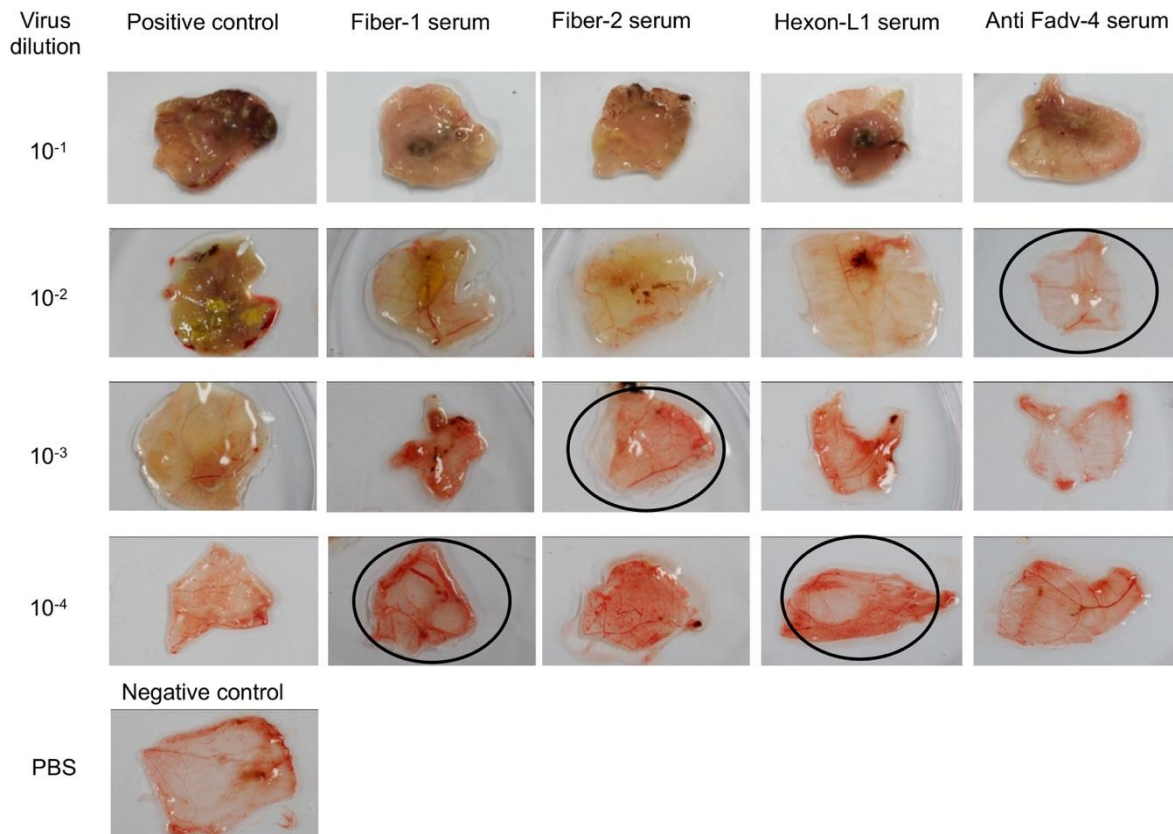 Virus
dilution
Positive control
Fiber-1 serum
Fiber-2 serum
Hexon-L1 serum
Anti Fadv-4 serum
10-1
10-2
10-3
10-4
Negative control
PBS